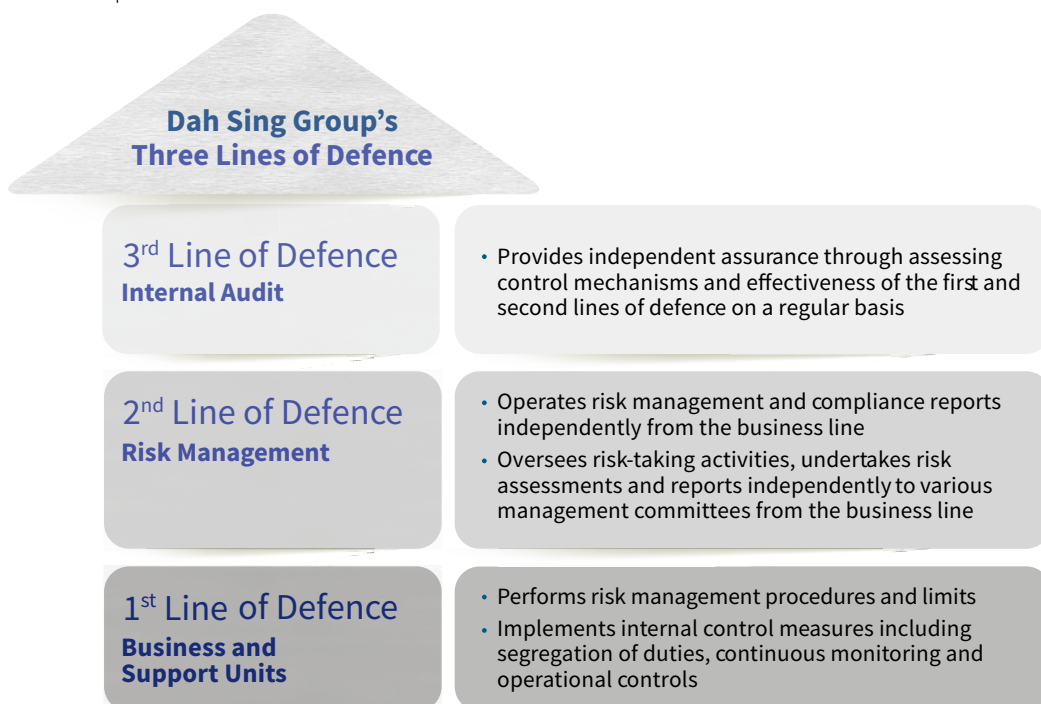 Dah Sing Group’s
Three Lines of Defence
3rd Line of Defence
Internal Audit
• Provides independent assurance through assessing
control mechanisms and effectiveness of the first and
second lines of defence on a regular basis
2nd Line of Defence
Risk Management
• Operates risk management and compliance reports
independently from the business line
• Oversees risk-taking activities, undertakes risk
assessments and reports independently to various
management committees from the business line
1st Line of Defence
Business and
Support Units
• Performs risk management procedures and limits
• Implements internal control measures including
segregation of duties, continuous monitoring and
operational controls